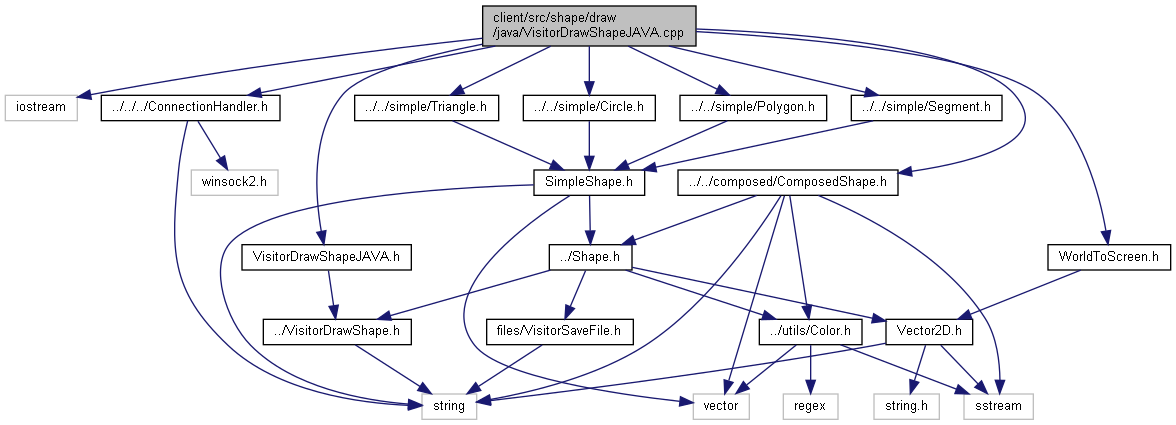 client/src/shape/draw
/java/VisitorDrawShapeJAVA.cpp
iostream
../../../ConnectionHandler.h
../../simple/Triangle.h
../../simple/Circle.h
../../simple/Polygon.h
../../simple/Segment.h
winsock2.h
SimpleShape.h
../../composed/ComposedShape.h
VisitorDrawShapeJAVA.h
../Shape.h
WorldToScreen.h
../VisitorDrawShape.h
files/VisitorSaveFile.h
../utils/Color.h
Vector2D.h
string
vector
regex
string.h
sstream